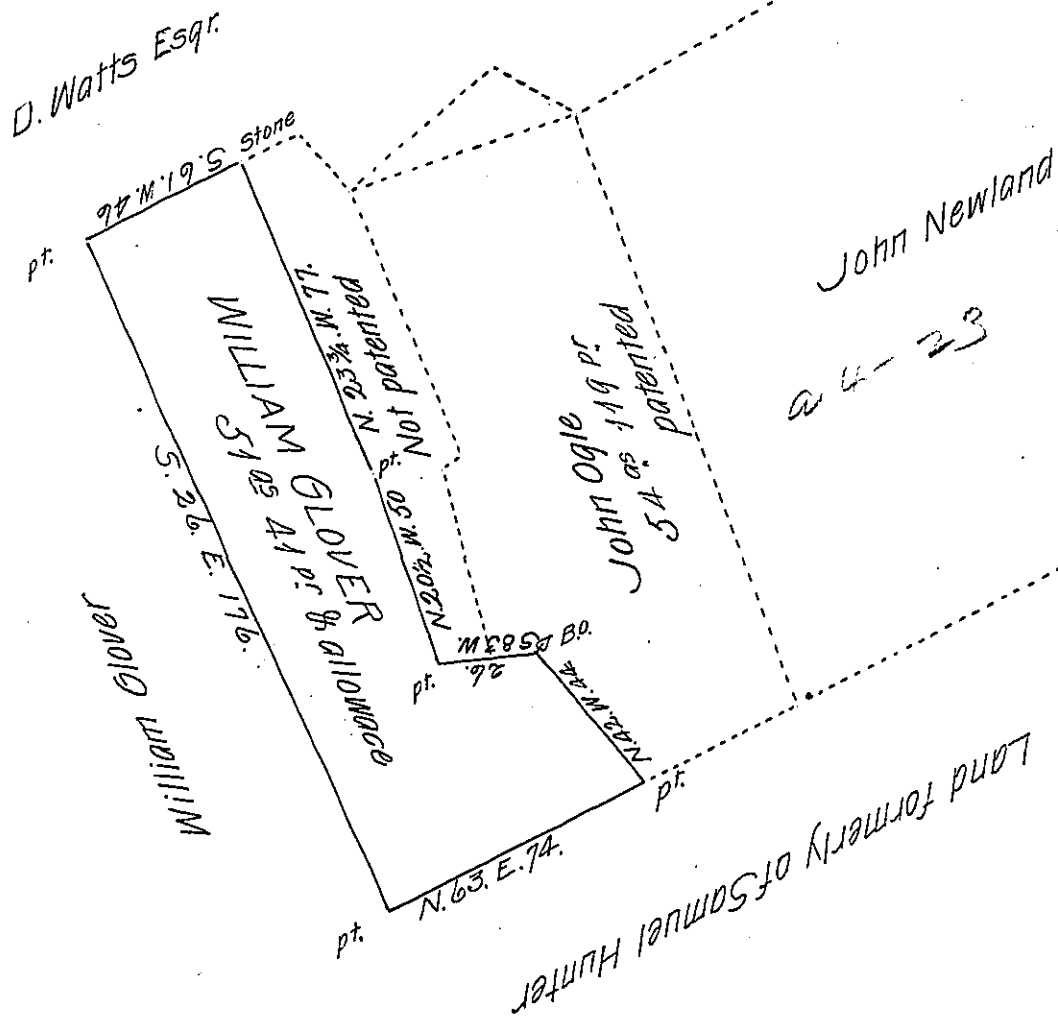 D. Watts Esqr.
S. 61. W. 46
Stone
pt.
N. 23¾. W. 77.
Not patented
WILLIAM GLOVER
51 as 41 pr. & allowance
pt.
S. 26. E. 176.
N. 20½. W. 50
John Ogle
54 as. 119 pr.
patented
John Newland
a 4-23
William Glover
pt.
S 83 W.
26.
B.O.
N. 42. W. 44
pt.
N. 63. E. 74.
pt.
Land formerly of Samuel Hunter